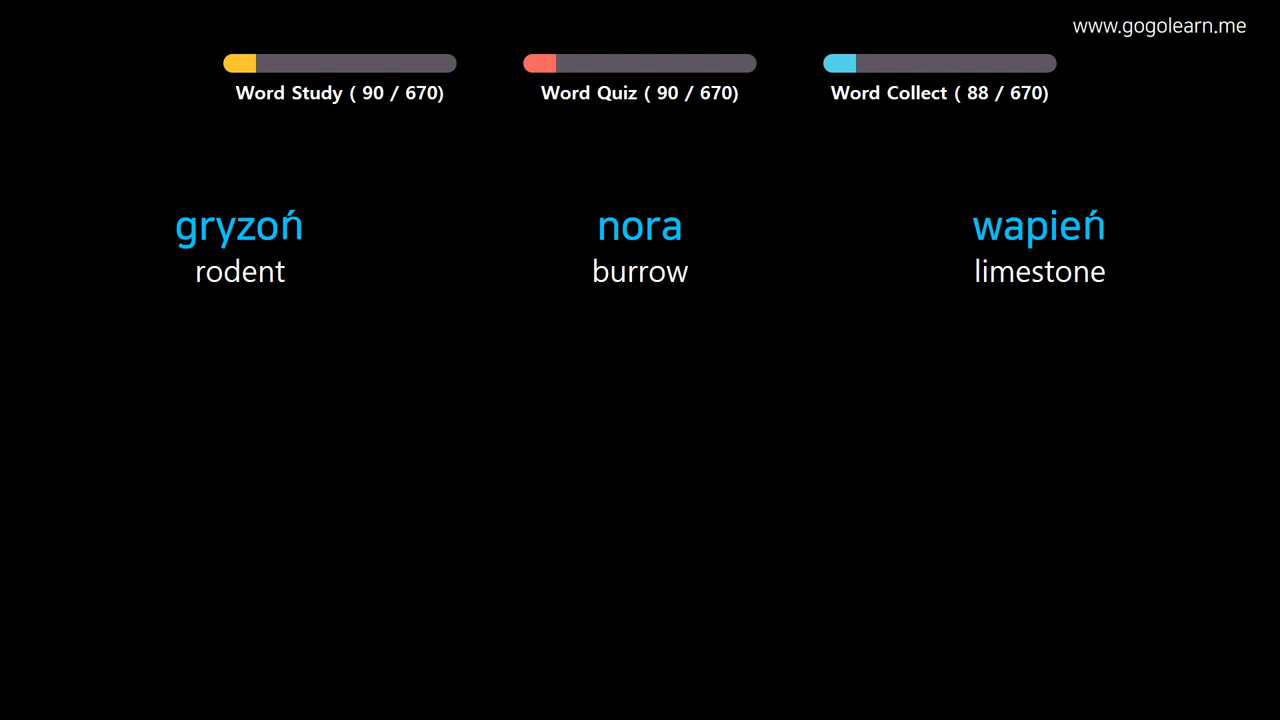 www.gogolearn.me
Word Study ( 90 / 670)
Word Quiz ( 90 / 670)
Word Collect ( 88 / 670)
gryzoń
rodent
nora
burrow
wapień
limestone